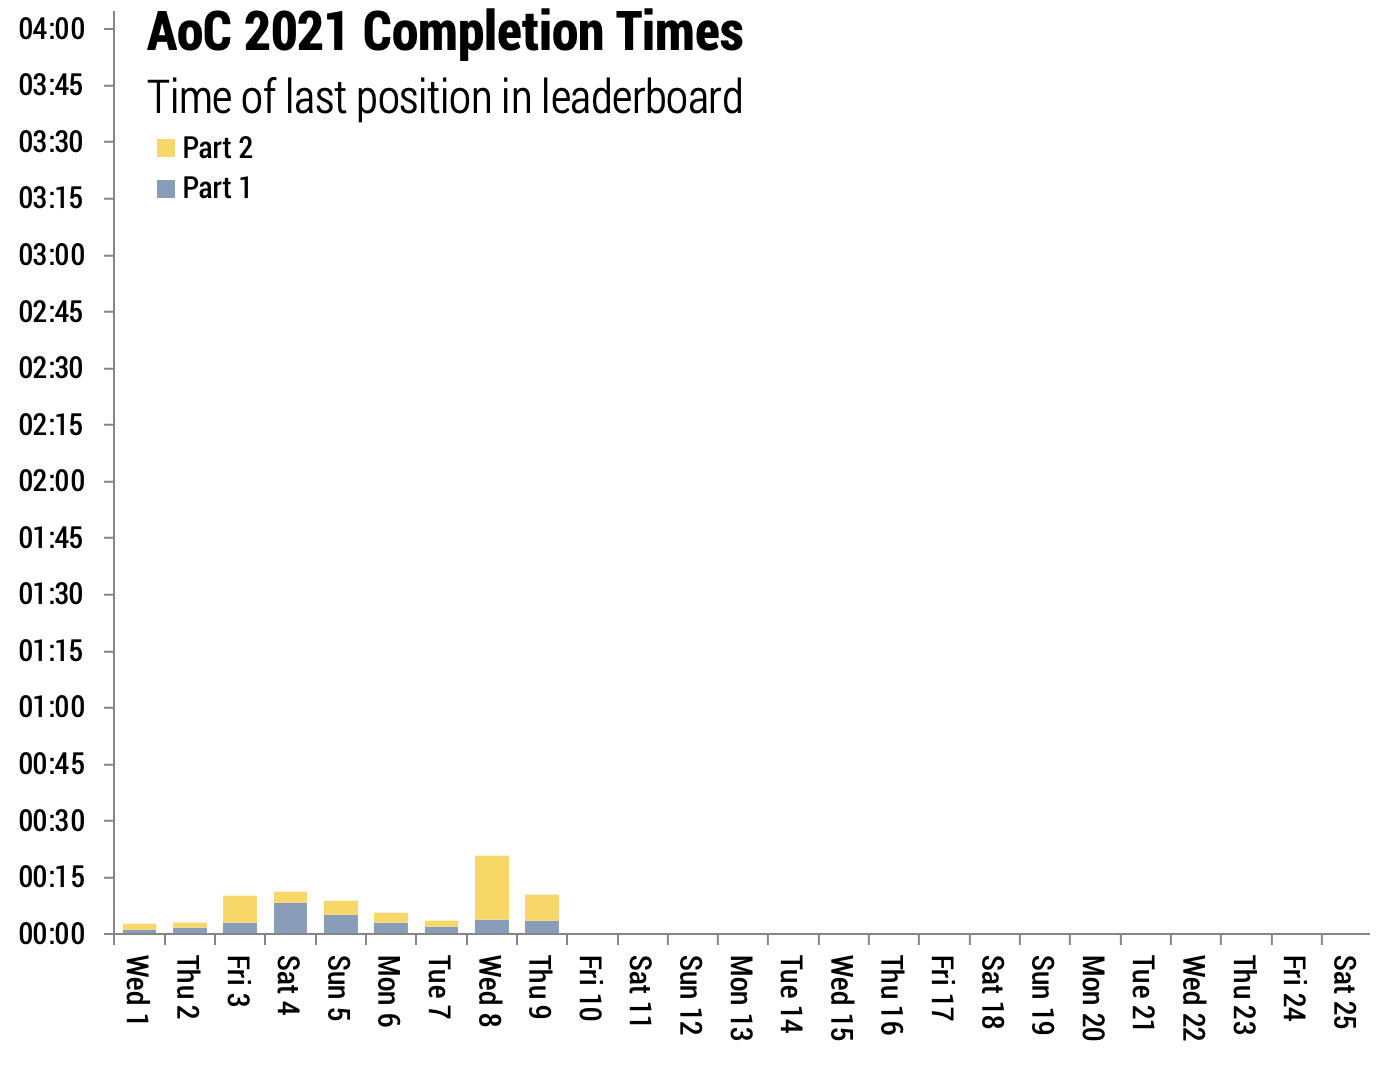 AoC 2021 Completion Times
Time of last position in leaderboard
Part 2
Part 1
04:00
03:45
03:30
03:15
03:00
02:45
02:30
02:15
02:00
01:45
01:30
01:15
01:00
00:45
00:30
00:15
00:00
Wed 1
Thu 2
Fri 3
Sat 4
Sun 5
Mon 6
Tue 7
Wed 8
Thu 9
Fri 10
Sat 11
Sun 12
Mon 13
Tue 14
Wed 15
Thu 16
Fri 17
Sat 18
Sun 19
Mon 20
Tue 21
Wed 22
Thu 23
Fri 24
Sat 25